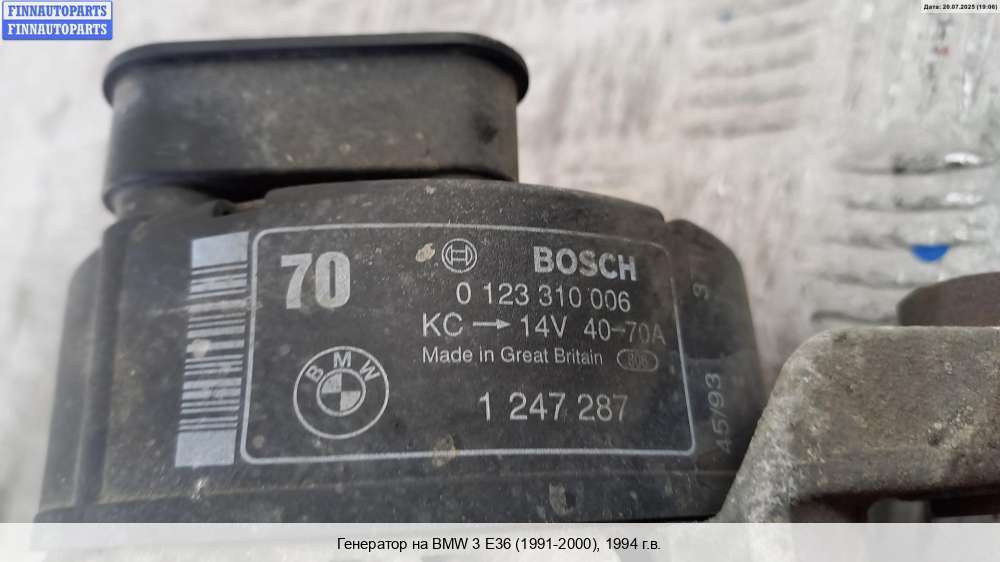 FINNAUTOPARTS
FINNAUTOPARTS
Дата: 20.07.2025 (19:06)
70
BOSCH
0 123 310 006
KC → 14V 40-70A
Made in Great Britain
BMW
1 247 287
3
45/93
Генератор на BMW 3 E36 (1991-2000), 1994 г.в.